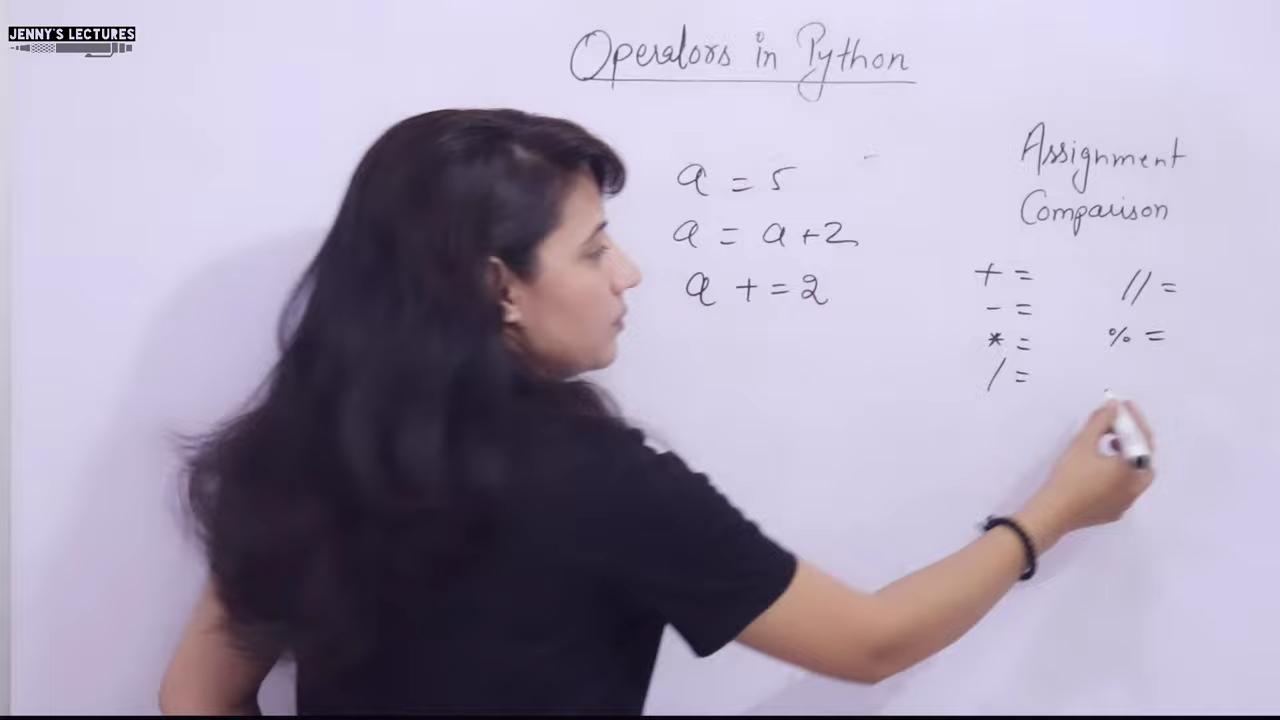 JENNY'S LECTURES
Operators in Python
a = 5
a = a+2
a += 2
Assignment
Comparison
+=
-=
*=
/=
//=
%=